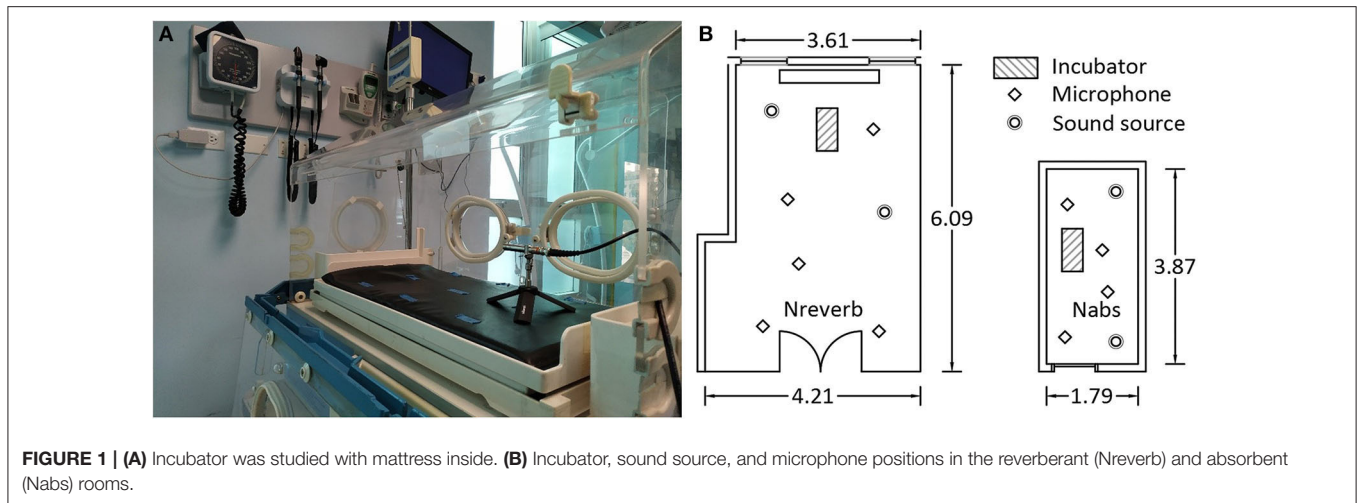 A
B
3.61
Incubator
Microphone
Sound source
6.09
3.87
Nreverb
Nabs
4.21
1.79
FIGURE 1 | (A) Incubator was studied with mattress inside. (B) Incubator, sound source, and microphone positions in the reverberant (Nreverb) and absorbent
(Nabs) rooms.